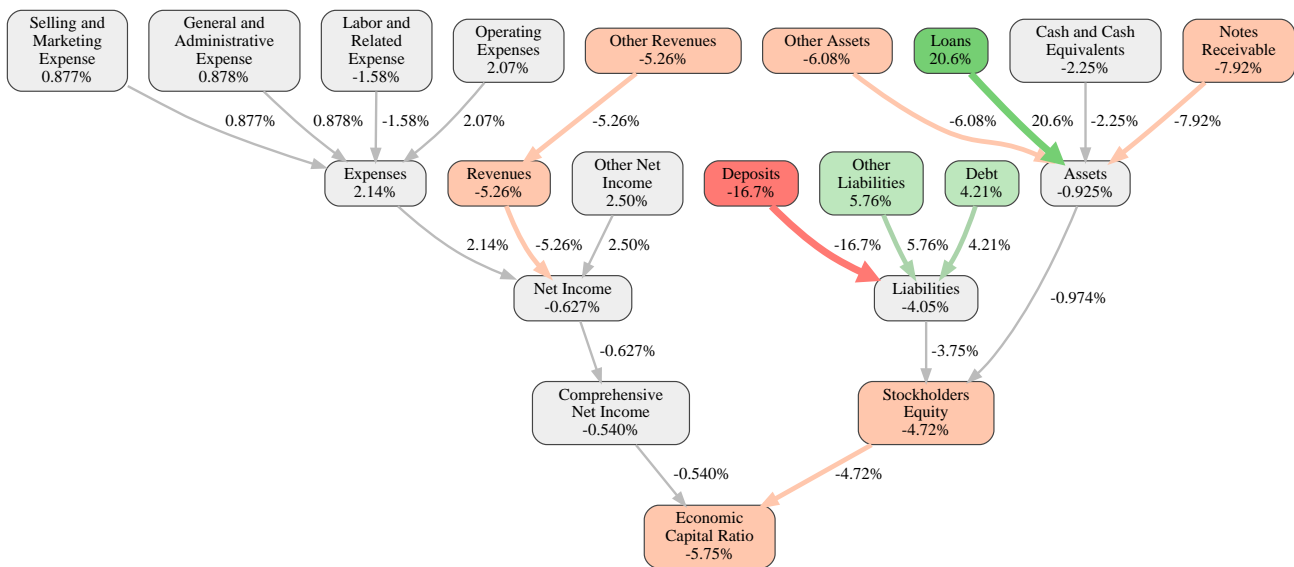 Selling and
Marketing
Expense
0.877%
General and
Administrative
Expense
0.878%
Labor and
Related
Expense
-1.58%
Operating
Expenses
2.07%
Other Revenues
-5.26%
Other Assets
-6.08%
Loans
20.6%
Cash and Cash
Equivalents
-2.25%
Notes
Receivable
-7.92%
0.877%
0.878%
-1.58%
2.07%
-5.26%
-6.08%
20.6%
-2.25%
-7.92%
Expenses
2.14%
Revenues
-5.26%
Other Net
Income
2.50%
Deposits
-16.7%
Other
Liabilities
5.76%
Debt
4.21%
Assets
-0.925%
2.14%
-5.26%
2.50%
-16.7%
5.76%
4.21%
-0.974%
Net Income
-0.627%
Liabilities
-4.05%
-0.627%
-3.75%
Comprehensive
Net Income
-0.540%
Stockholders
Equity
-4.72%
-0.540%
-4.72%
Economic
Capital Ratio
-5.75%